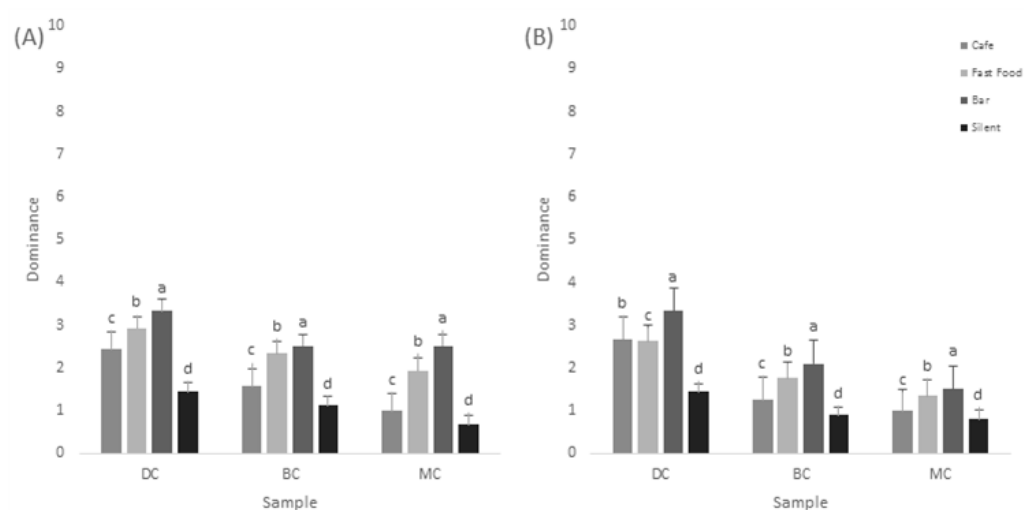 (A)
10
9
8
7
6
5
4
3
2
1
0
Dominance
c b a d
c b a d
c b a d
DC BC MC
Sample
(B)
10
9
8
7
6
5
4
3
2
1
0
Dominance
b c a d
c b a d
c b a d
DC BC MC
Sample
Cafe
Fast Food
Bar
Silent